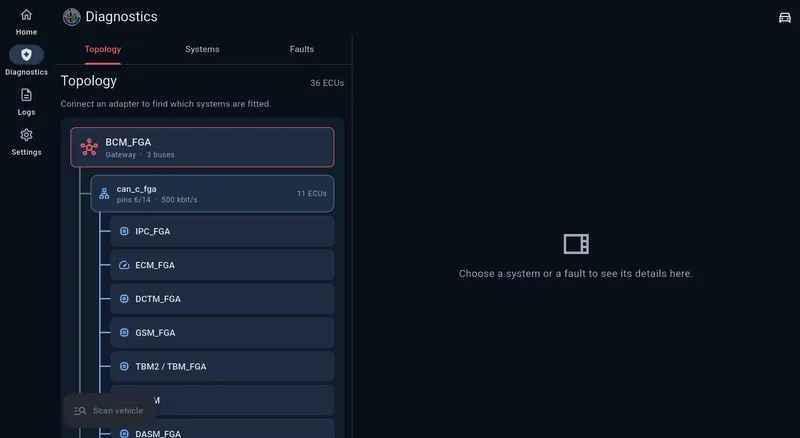 Diagnostics
Home
Diagnostics
Logs
Settings
Topology
Systems
Faults
Topology
36 ECUs
Connect an adapter to find which systems are fitted.
BCM_FGA
Gateway · 3 buses
can_c_fga
pins 6/14 · 500 kbit/s
11 ECUs
IPC_FGA
ECM_FGA
DCTM_FGA
GSM_FGA
TBM2 / TBM_FGA
Scan vehicle
DASM_FGA
Choose a system or a fault to see its details here.